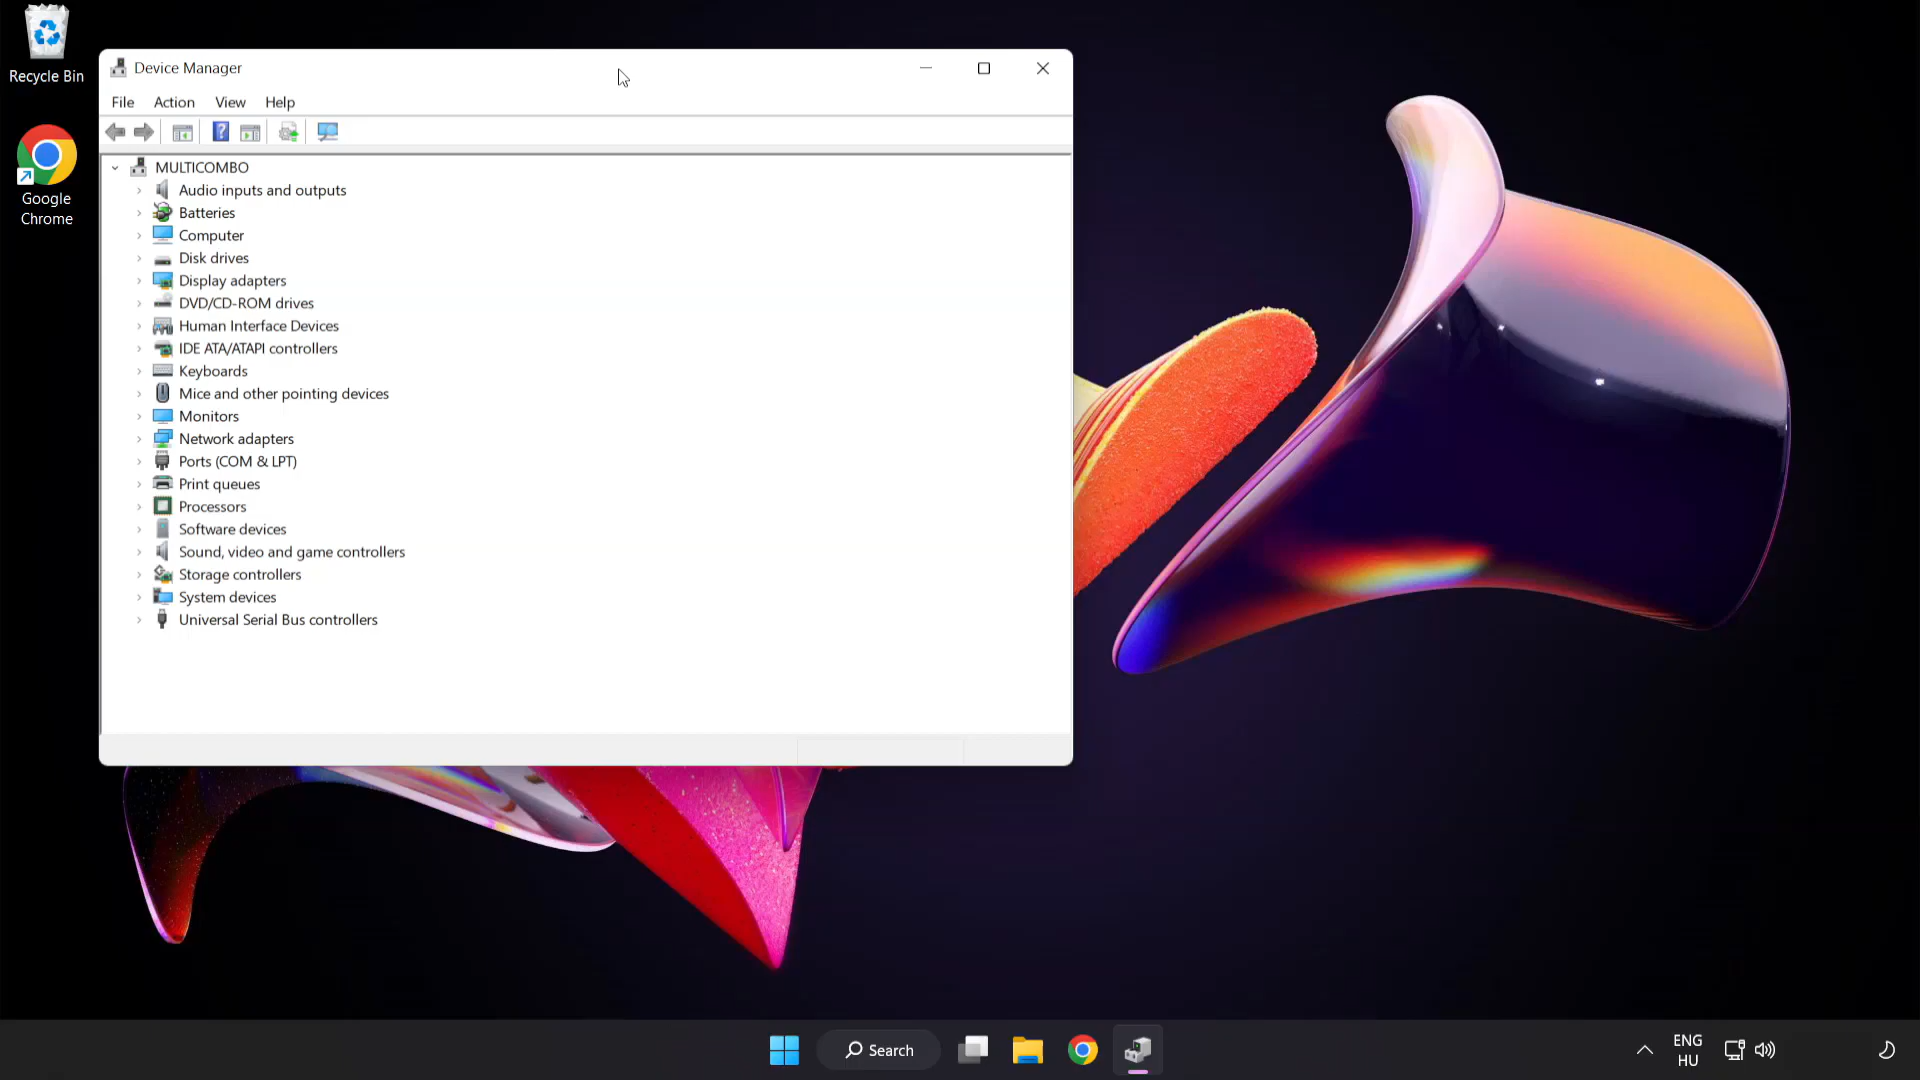 Recycle Bin
Google
Chrome
Device Manager
File Action View Help
MULTICOMBO
Audio inputs and outputs
Batteries
Computer
Disk drives
Display adapters
DVD/CD-ROM drives
Human Interface Devices
IDE ATA/ATAPI controllers
Keyboards
Mice and other pointing devices
Monitors
Network adapters
Ports (COM & LPT)
Print queues
Processors
Software devices
Sound, video and game controllers
Storage controllers
System devices
Universal Serial Bus controllers
Search
ENG
HU